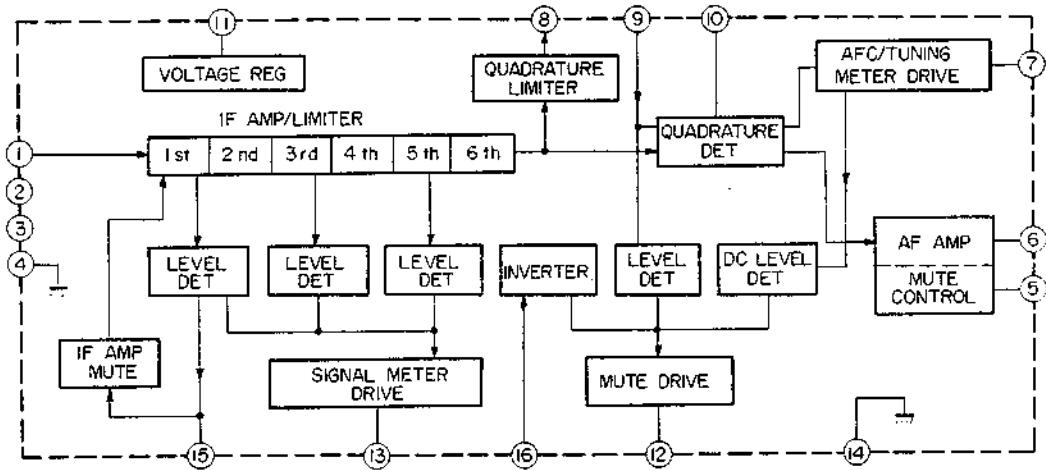 11
8
9
10
VOLTAGE REG
QUADRATURE
LIMITER
AFC/TUNING
METER DRIVE
7
IF AMP/LIMITER
1
1st 2nd 3rd 4th 5th 6th
QUADRATURE
DET
2
3
4
LEVEL
DET
LEVEL
DET
LEVEL
DET
INVERTER
LEVEL
DET
DC LEVEL
DET
AF AMP
MUTE
CONTROL
6
5
IF AMP
MUTE
SIGNAL METER
DRIVE
MUTE DRIVE
15
13
16
12
14